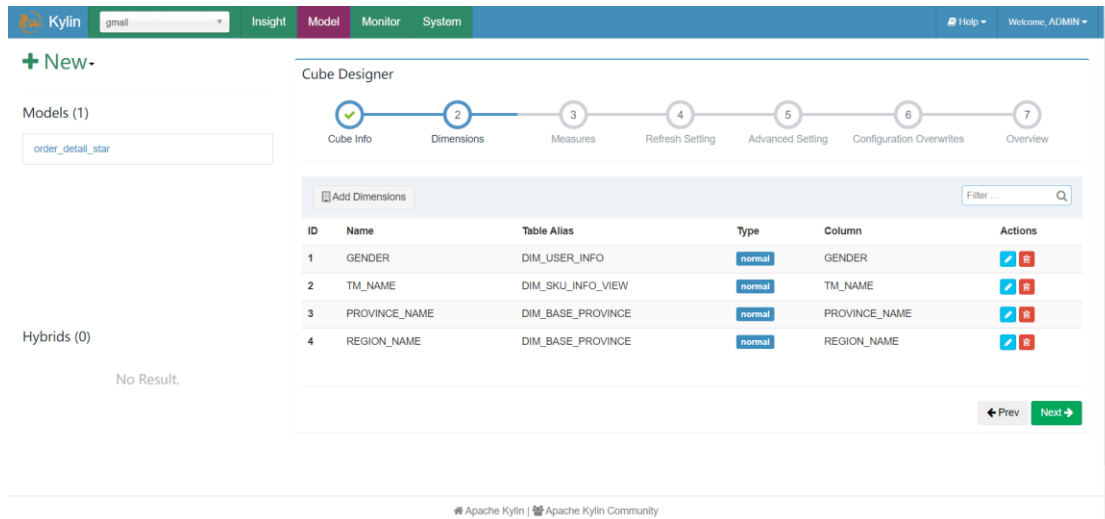 Kylin gmall Insight Model Monitor System Help Welcome, ADMIN
New
Models (1)
order_detail_star
Hybrids (0)
No Result.
Cube Designer
1 2 3 4 5 6 7
Cube Info Dimensions Measures Refresh Setting Advanced Setting Configuration Overwrites Overview
Add Dimensions Filter ...
ID Name Table Alias Type Column Actions
1 GENDER DIM_USER_INFO normal GENDER
2 TM_NAME DIM_SKU_INFO_VIEW normal TM_NAME
3 PROVINCE_NAME DIM_BASE_PROVINCE normal PROVINCE_NAME
4 REGION_NAME DIM_BASE_PROVINCE normal REGION_NAME
Prev Next
Apache Kylin | Apache Kylin Community